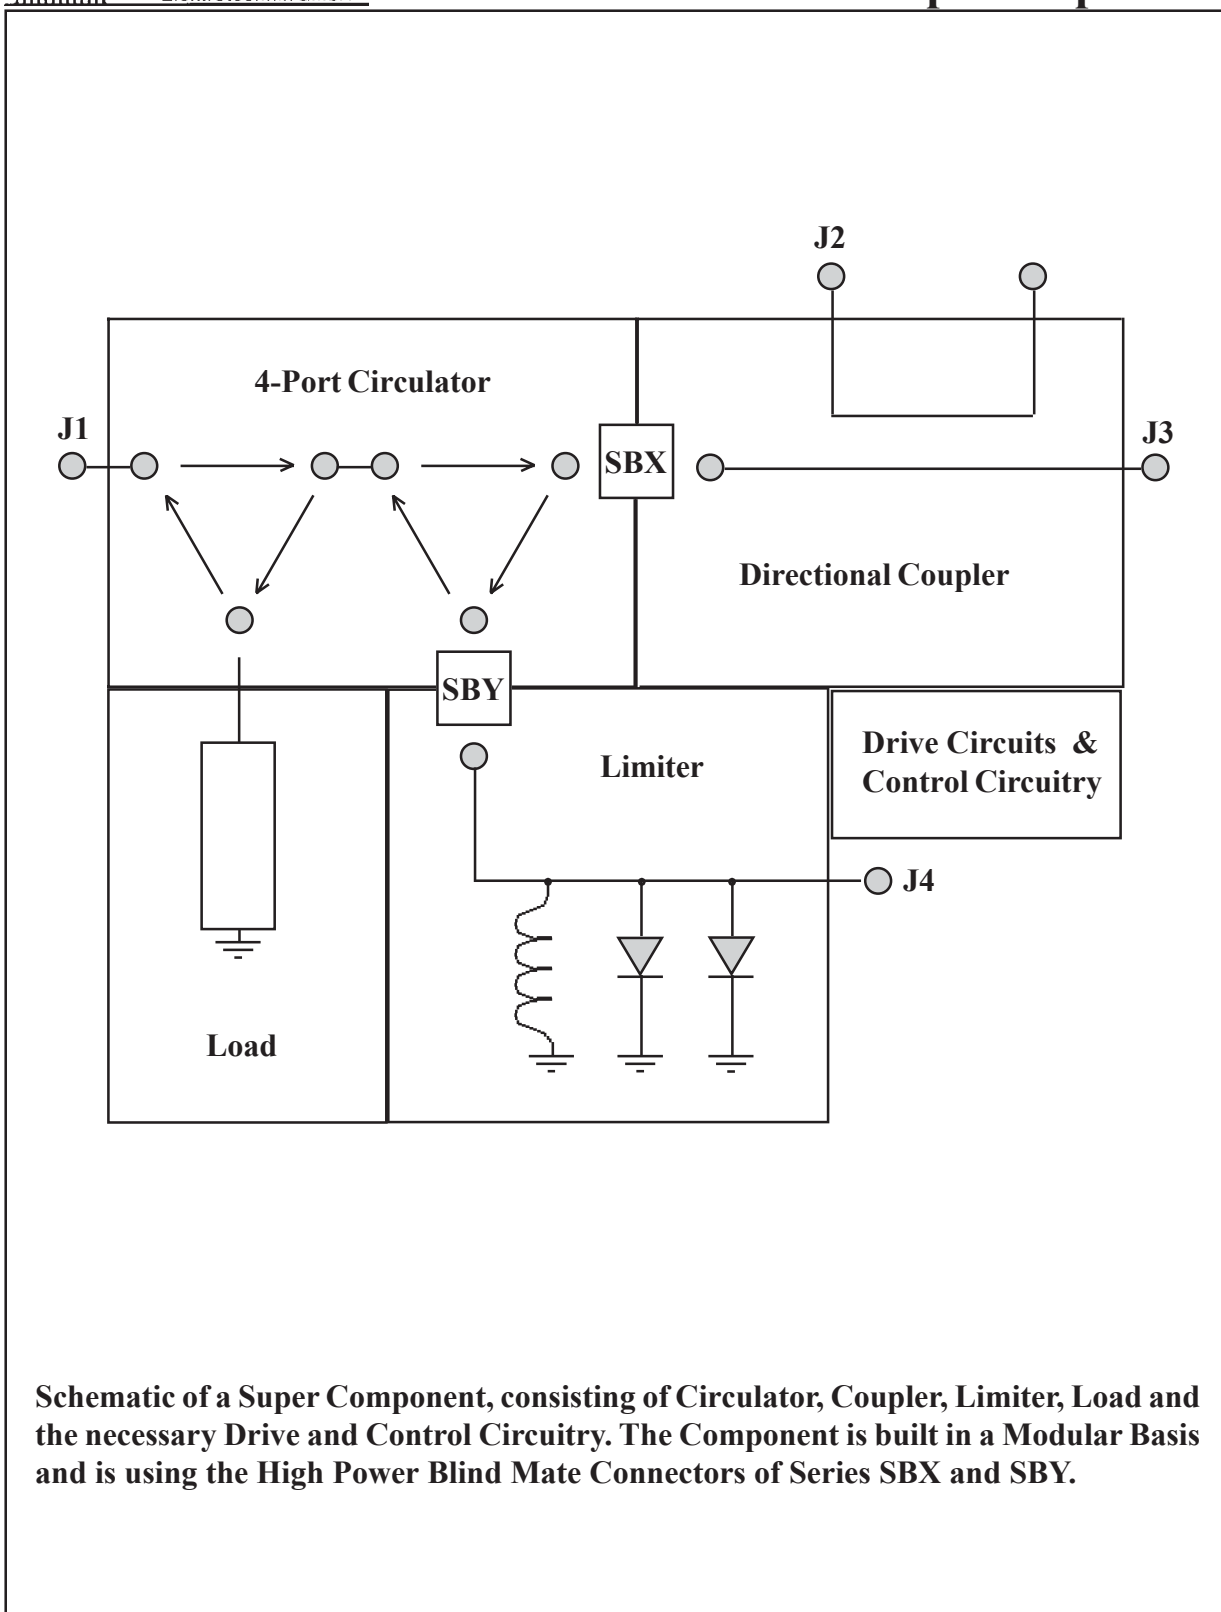 J2
4-Port Circulator
J1
J3
SBX
Directional Coupler
SBY
Limiter
Drive Circuits &
Control Circuitry
J4
Load
Schematic of a Super Component, consisting of Circulator, Coupler, Limiter, Load and
the necessary Drive and Control Circuitry. The Component is built in a Modular Basis
and is using the High Power Blind Mate Connectors of Series SBX and SBY.